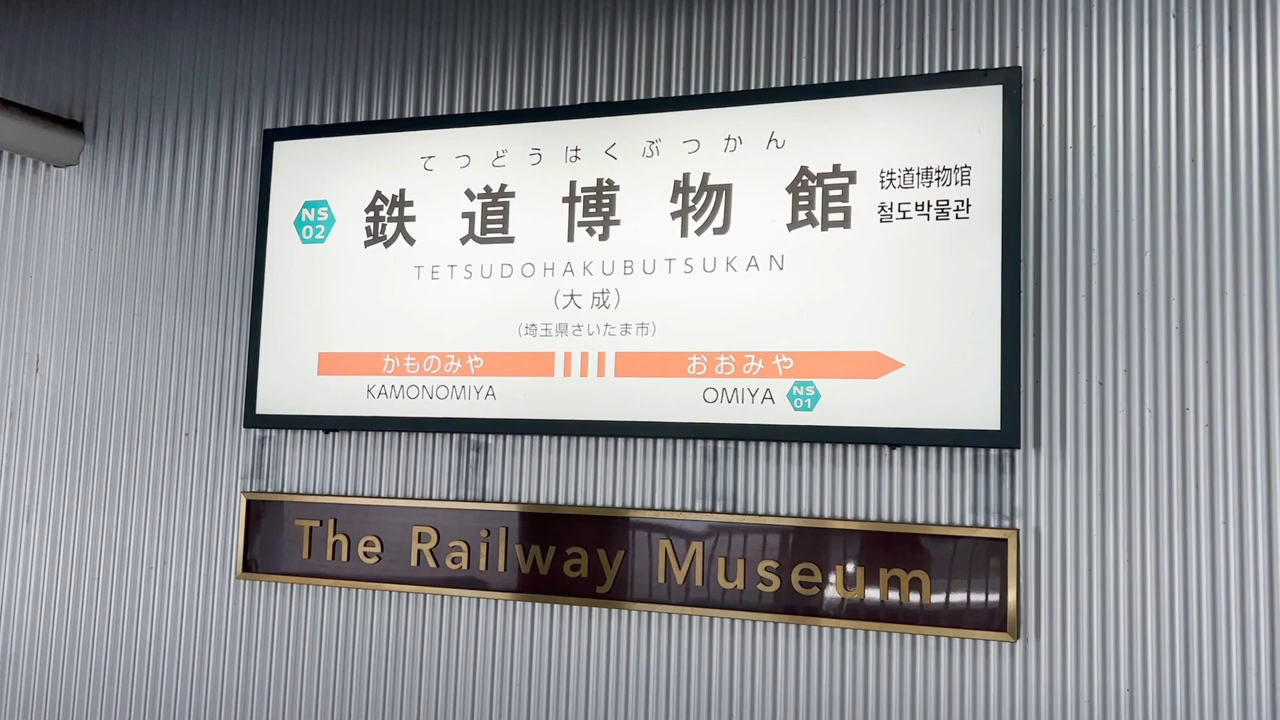 てつどうはくぶつかん
NS
02
鉄道博物館
铁道博物馆
철도박물관
TETSUDOHAKUBUTSUKAN
（大成）
（埼玉県さいたま市）
かものみや
おおみや
KAMONOMIYA
OMIYA
NS
01
The Railway Museum